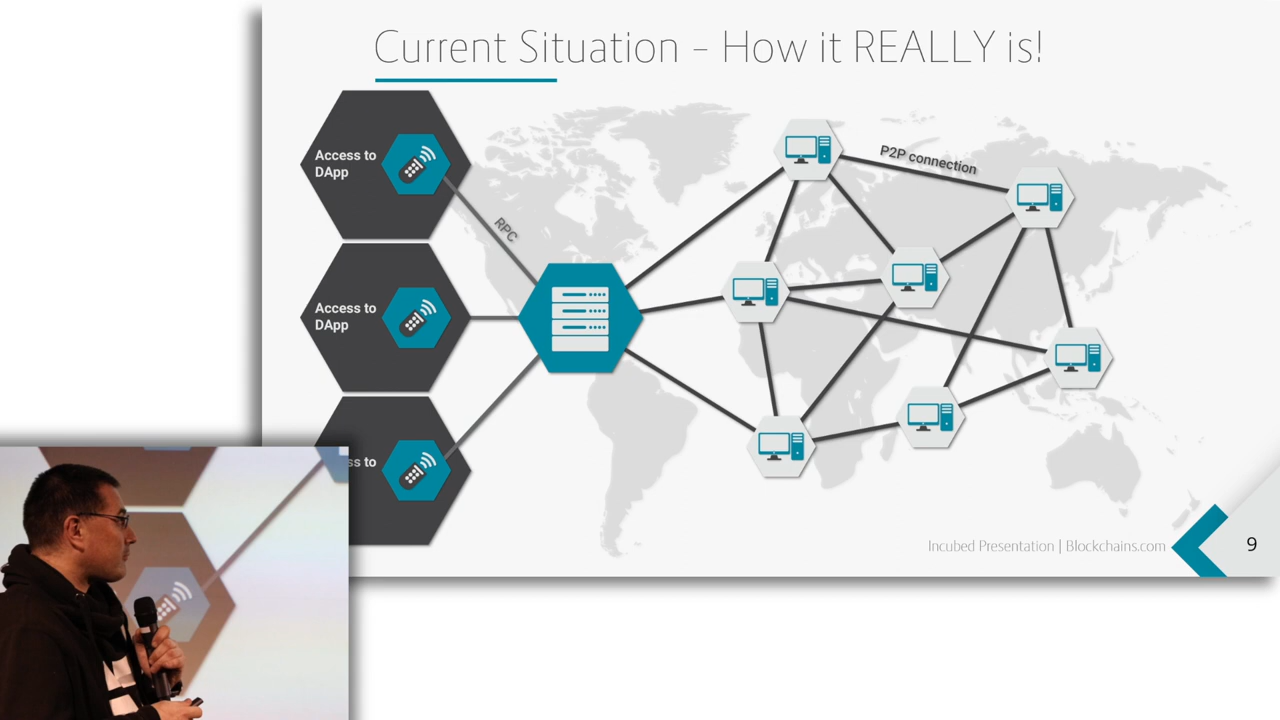 Current Situation – How it REALLY is!
Access to
DApp
RPC
P2P connection
Access to
DApp
ss to
Incubed Presentation | Blockchains.com
9